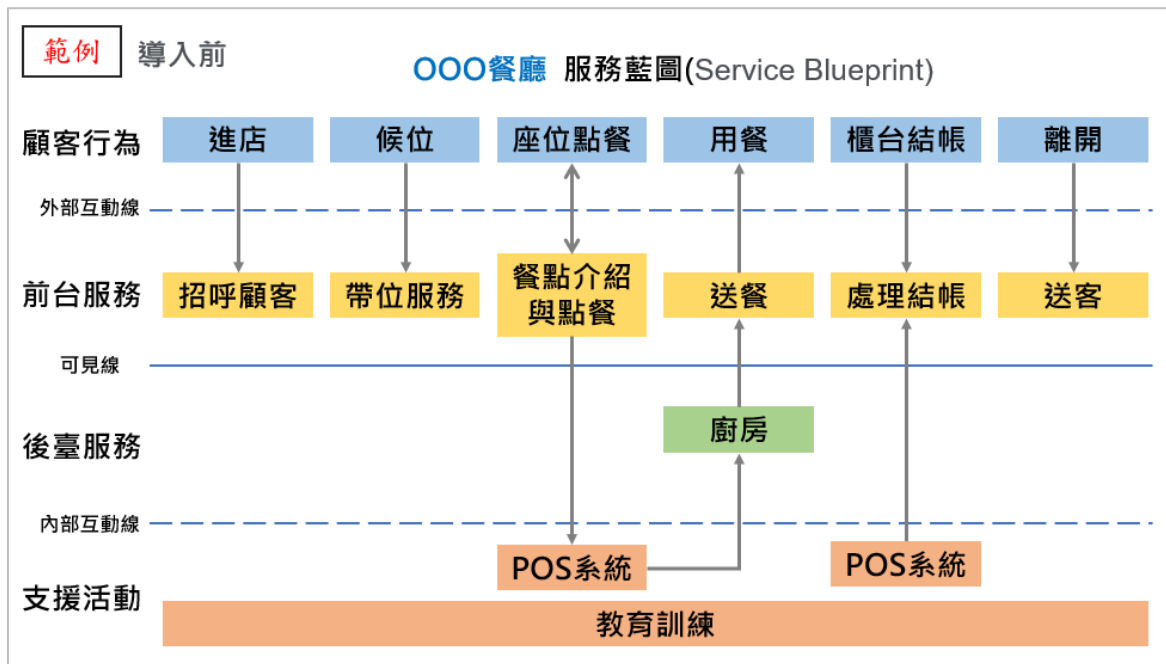 範例
導入前
OOO餐廳 服務藍圖(Service Blueprint)
顧客行為
進店
候位
座位點餐
用餐
櫃台結帳
離開
外部互動線
前台服務
招呼顧客
帶位服務
餐點介紹
與點餐
送餐
處理結帳
送客
可見線
後臺服務
廚房
內部互動線
支援活動
POS系統
POS系統
教育訓練